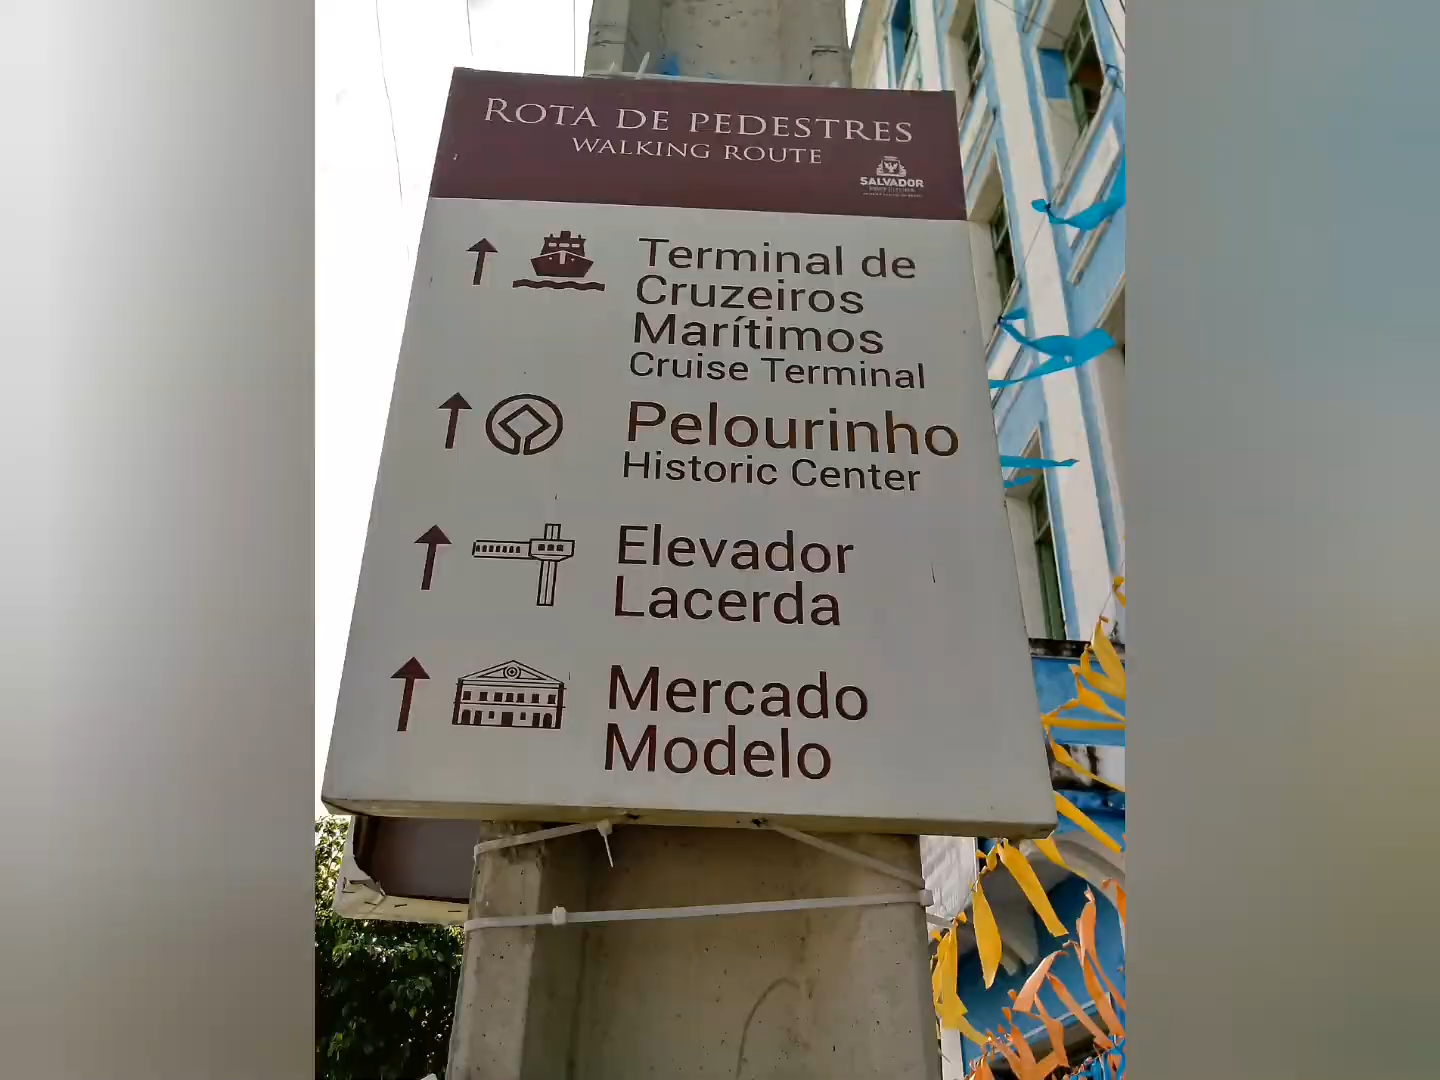 ROTA DE PEDESTRES
WALKING ROUTE
SALVADOR
Terminal de
Cruzeiros
Marítimos
Cruise Terminal
Pelourinho
Historic Center
Elevador
Lacerda
Mercado
Modelo